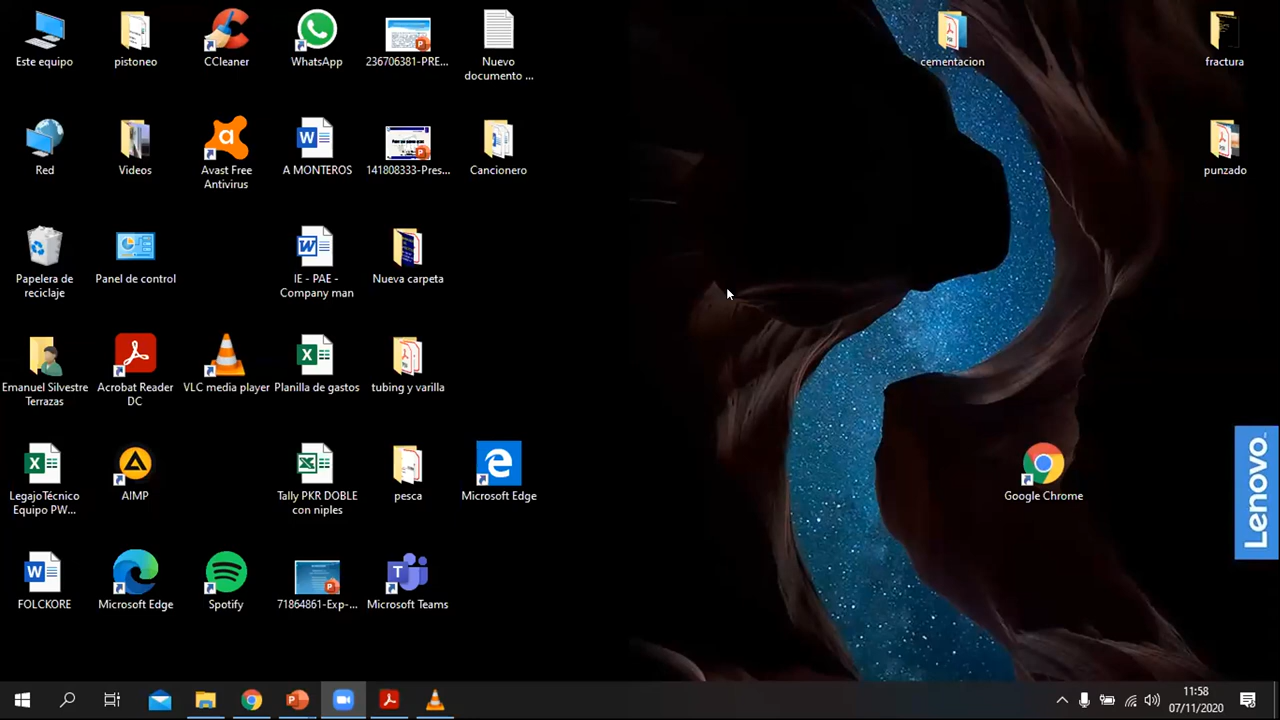 Este equipo
pistoneo
CCleaner
WhatsApp
236706381-PRE...
Nuevo
documento ...
cementacion
fractura
Red
Videos
Avast Free
Antivirus
A MONTEROS
141808333-Pres...
Cancionero
punzado
Papelera de
reciclaje
Panel de control
IE - PAE -
Company man
Nueva carpeta
Emanuel Silvestre
Terrazas
Acrobat Reader
DC
VLC media player
Planilla de gastos
tubing y varilla
LegajoTécnico
Equipo PW...
AIMP
Tally PKR DOBLE
con niples
pesca
Microsoft Edge
Google Chrome
Lenovo
FOLCKORE
Microsoft Edge
Spotify
71864861-Exp-...
Microsoft Teams
11:58
07/11/2020